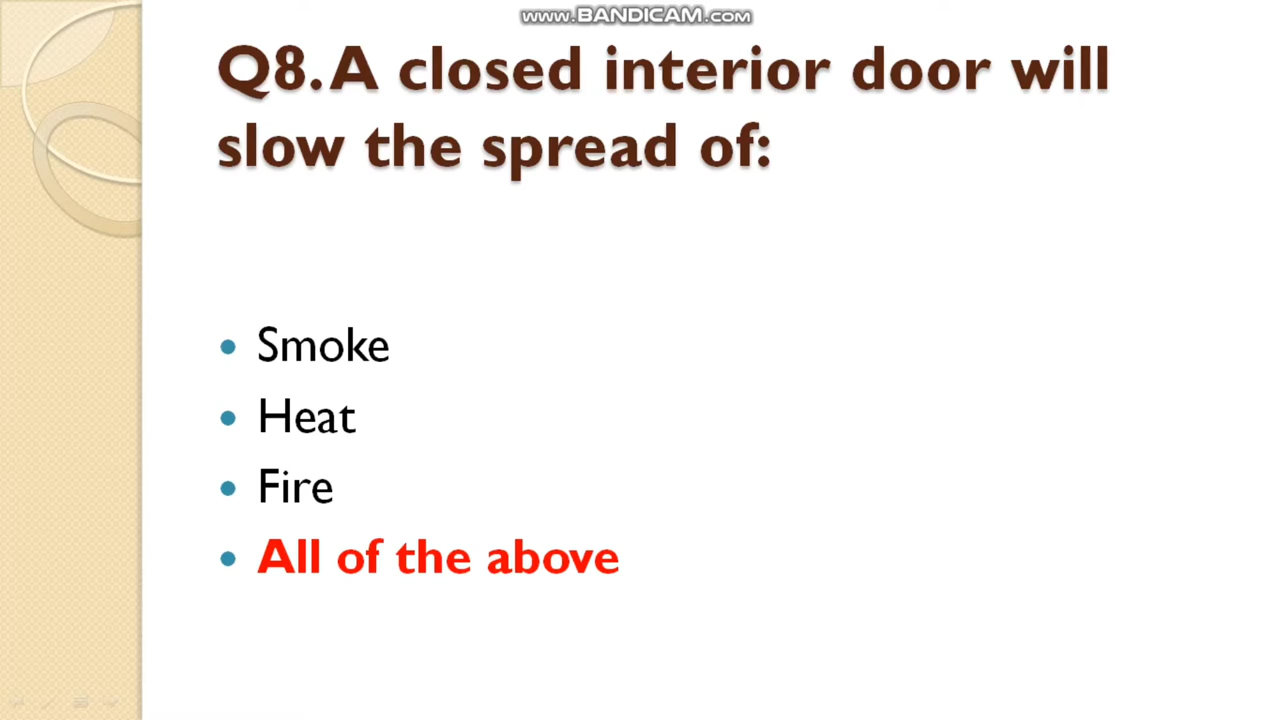 www.BANDICAM.com
Q8. A closed interior door will
slow the spread of:
• Smoke
• Heat
• Fire
• All of the above